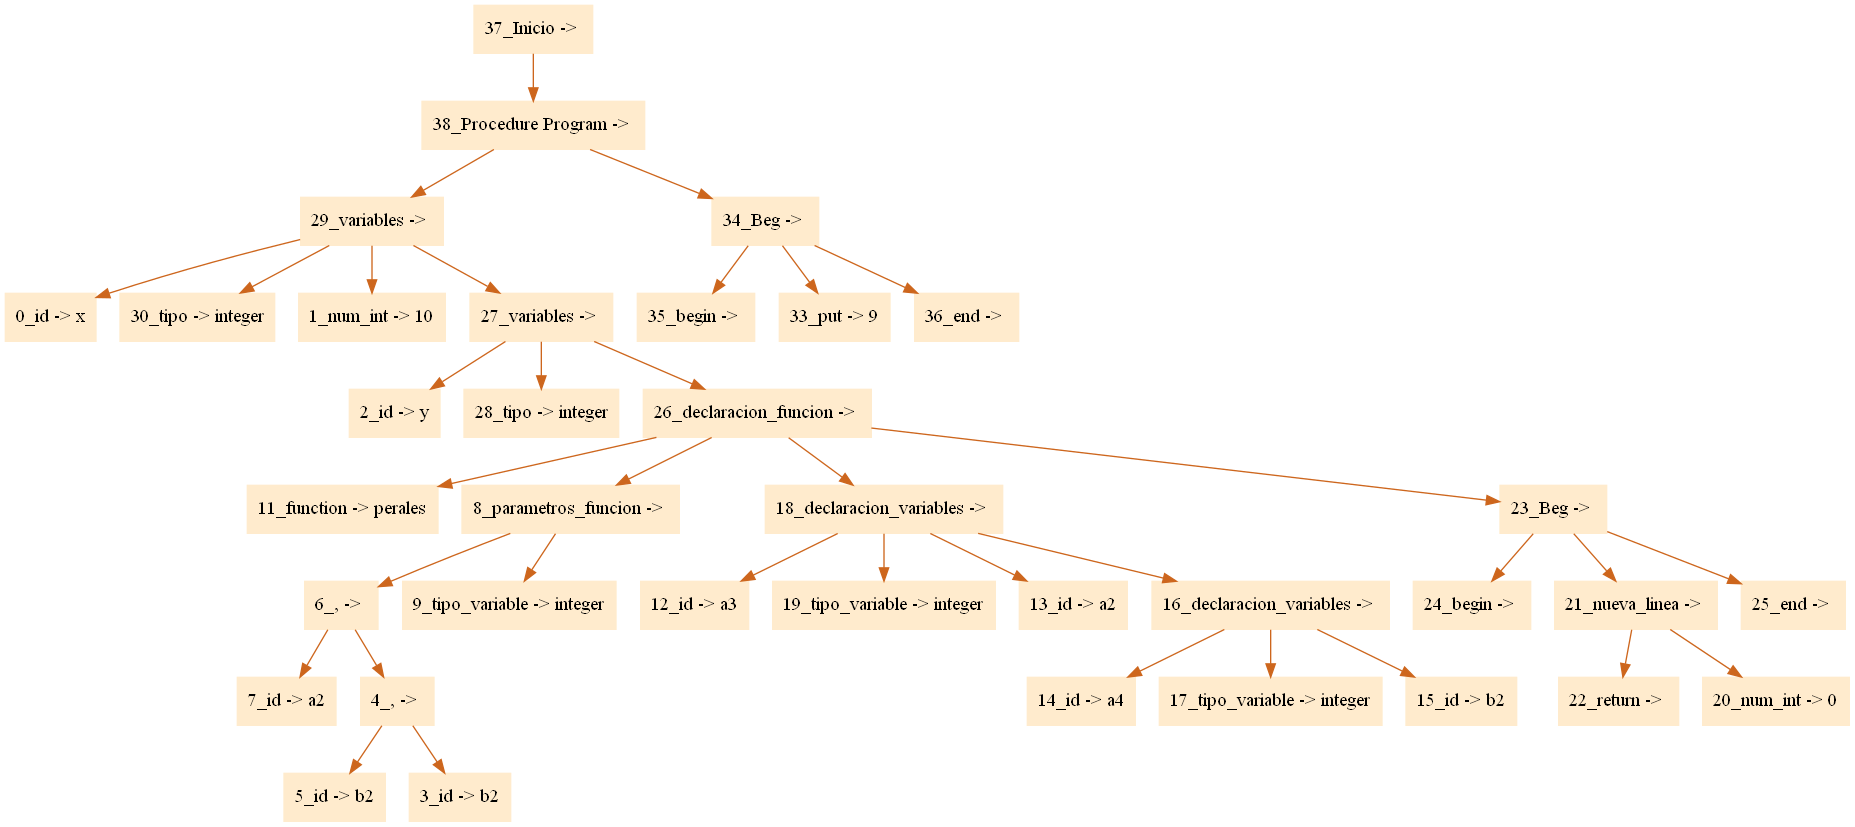 37_Inicio ->
38_Procedure Program ->
29_variables ->
34_Beg ->
0_id -> x
30_tipo -> integer
1_num_int -> 10
27_variables ->
35_begin ->
33_put -> 9
36_end ->
2_id -> y
28_tipo -> integer
26_declaracion_funcion ->
11_function -> perales
8_parametros_funcion ->
18_declaracion_variables ->
23_Beg ->
6_, ->
9_tipo_variable -> integer
12_id -> a3
19_tipo_variable -> integer
13_id -> a2
16_declaracion_variables ->
24_begin ->
21_nueva_linea ->
25_end ->
7_id -> a2
4_, ->
14_id -> a4
17_tipo_variable -> integer
15_id -> b2
22_return ->
20_num_int -> 0
5_id -> b2
3_id -> b2